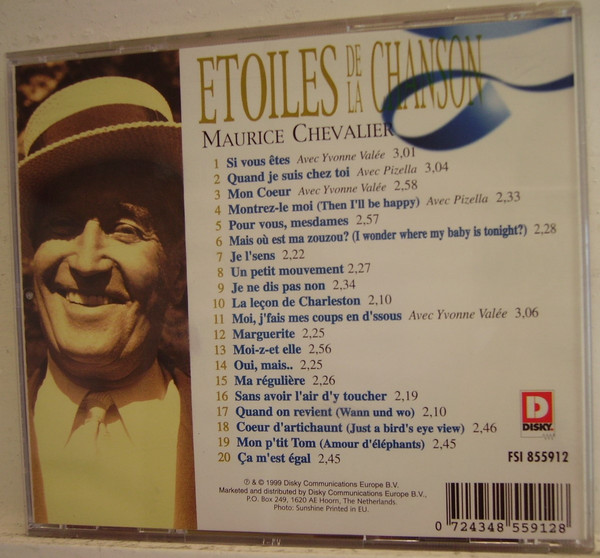 ETOILES DE LA CHANSON
MAURICE CHEVALIER
1 Si vous êtes Avec Yvonne Valée 3,01
2 Quand je suis chez toi Avec Pizella 3,04
3 Mon Coeur Avec Yvonne Valée 2,58
4 Montrez-le moi (Then I'll be happy) Avec Pizella 2,33
5 Pour vous, mesdames 2,57
6 Mais où est ma zouzou? (I wonder where my baby is tonight?) 2,28
7 Je l'sens 2,22
8 Un petit mouvement 2,27
9 Je ne dis pas non 2,34
10 La leçon de Charleston 2,10
11 Moi, j'fais mes coups en d'ssous Avec Yvonne Valée 3,06
12 Marguerite 2,25
13 Moi-z-et elle 2,56
14 Oui, mais.. 2,25
15 Ma régulière 2,26
16 Sans avoir l'air d'y toucher 2,19
17 Quand on revient (Wann und wo) 2,10
18 Coeur d'artichaunt (Just a bird's eye view) 2,46
19 Mon p'tit Tom (Amour d'éléphants) 2,45
20 Ça m'est égal 2,45
D
DISKY
FSI 855912
℗ & © 1999 Disky Communications Europe B.V.
Marketed and distributed by Disky Communications Europe B.V.,
P.O. Box 249, 1620 AE Hoorn, The Netherlands.
Photo: Sunshine Printed in EU.
0 724348 559128